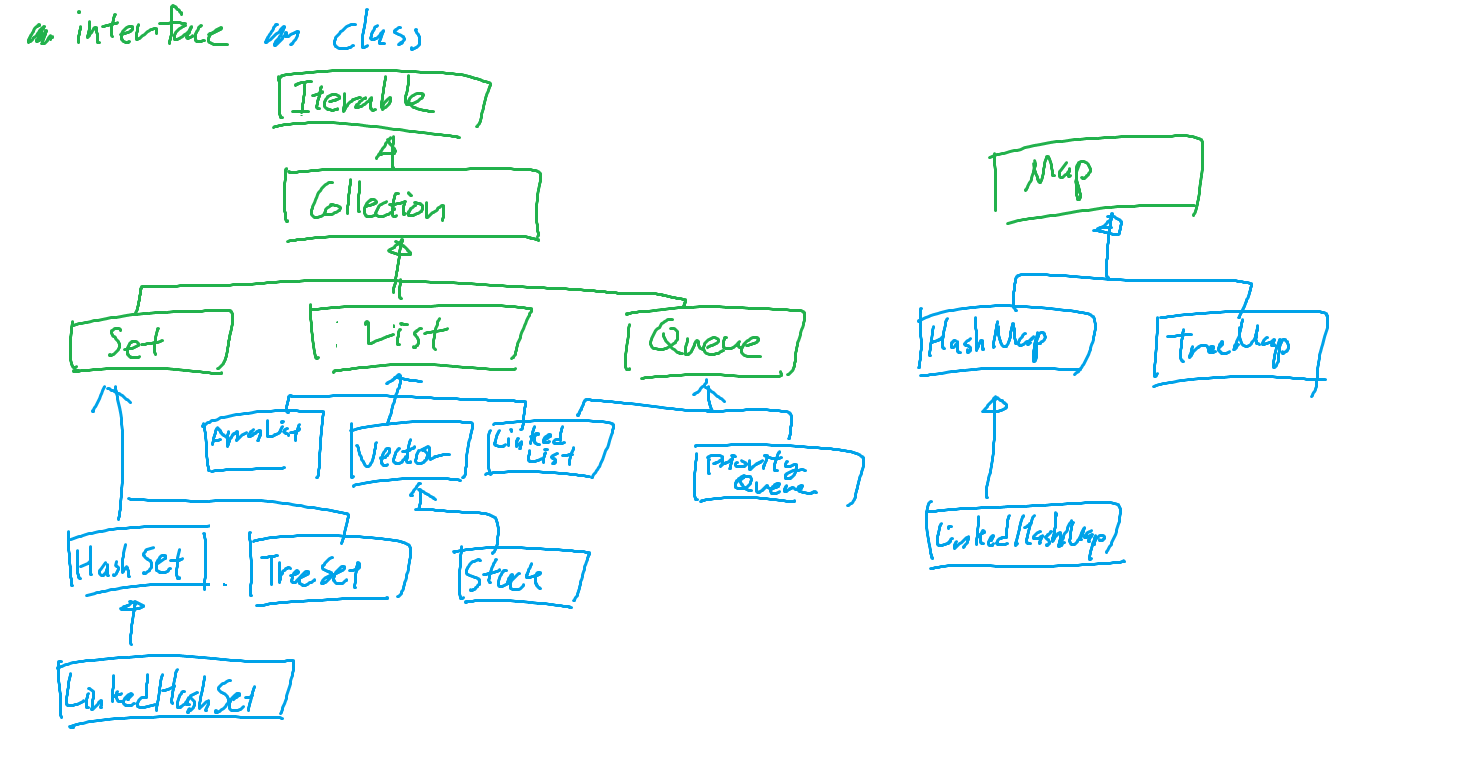 interface class
Iterable
Collection
Map
Set List Queue
HashMap TreeMap
ArrayList
Vector
Linked
List
Priority
Queue
HashSet
TreeSet
Stack
LinkedHashMap
LinkedHashSet